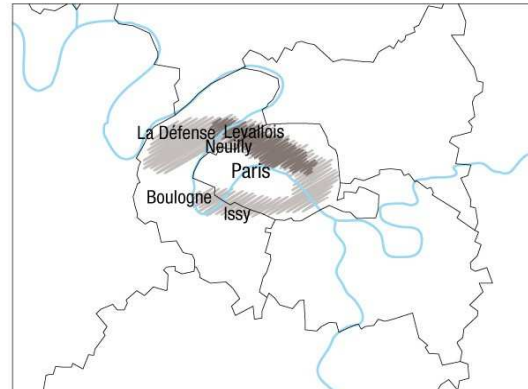 La Défense
Levallois
Neuilly
Paris
Boulogne
Issy